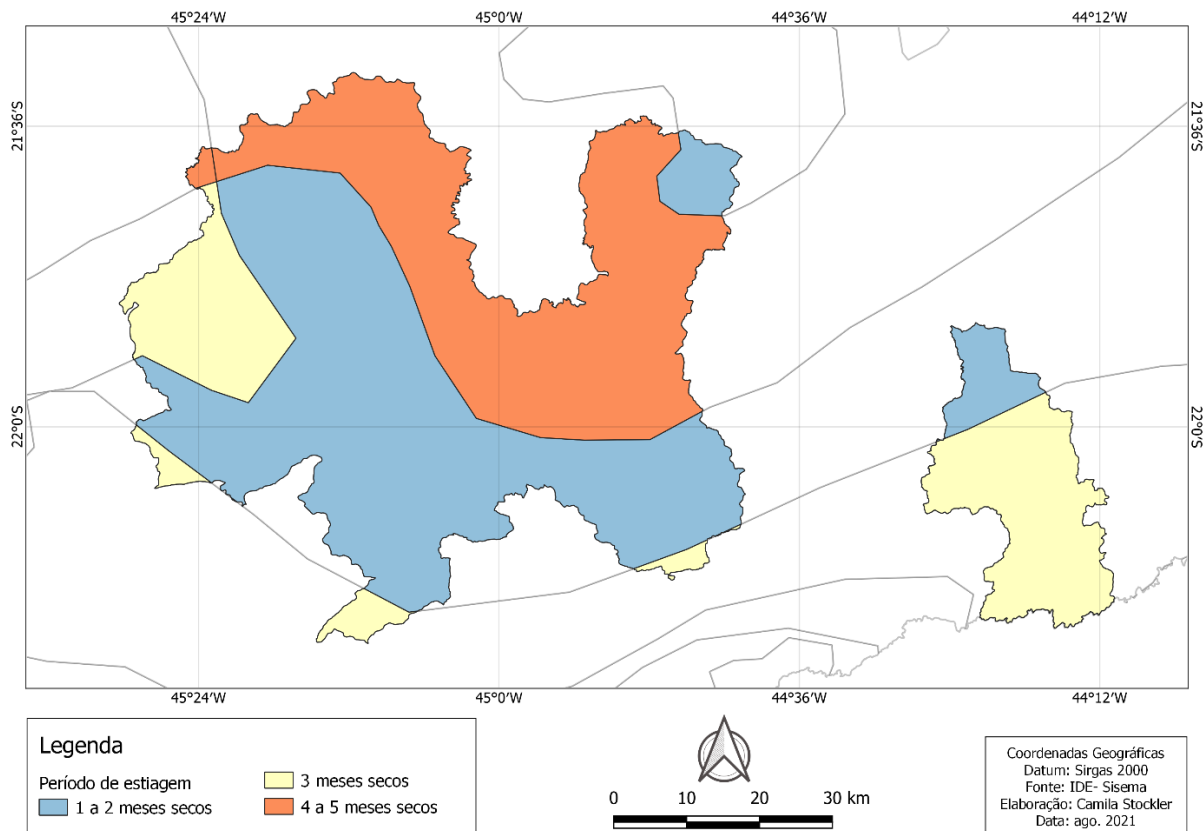 45°24'W 45°0'W 44°36'W 44°12'W
21°36'S 21°36'S
22°0'S 22°0'S
45°24'W 45°0'W 44°36'W 44°12'W
Legenda
Período de estiagem
1 a 2 meses secos
3 meses secos
4 a 5 meses secos
0 10 20 30 km
Coordenadas Geográficas
Datum: Sirgas 2000
Fonte: IDE- Sisema
Elaboração: Camila Stockler
Data: ago. 2021